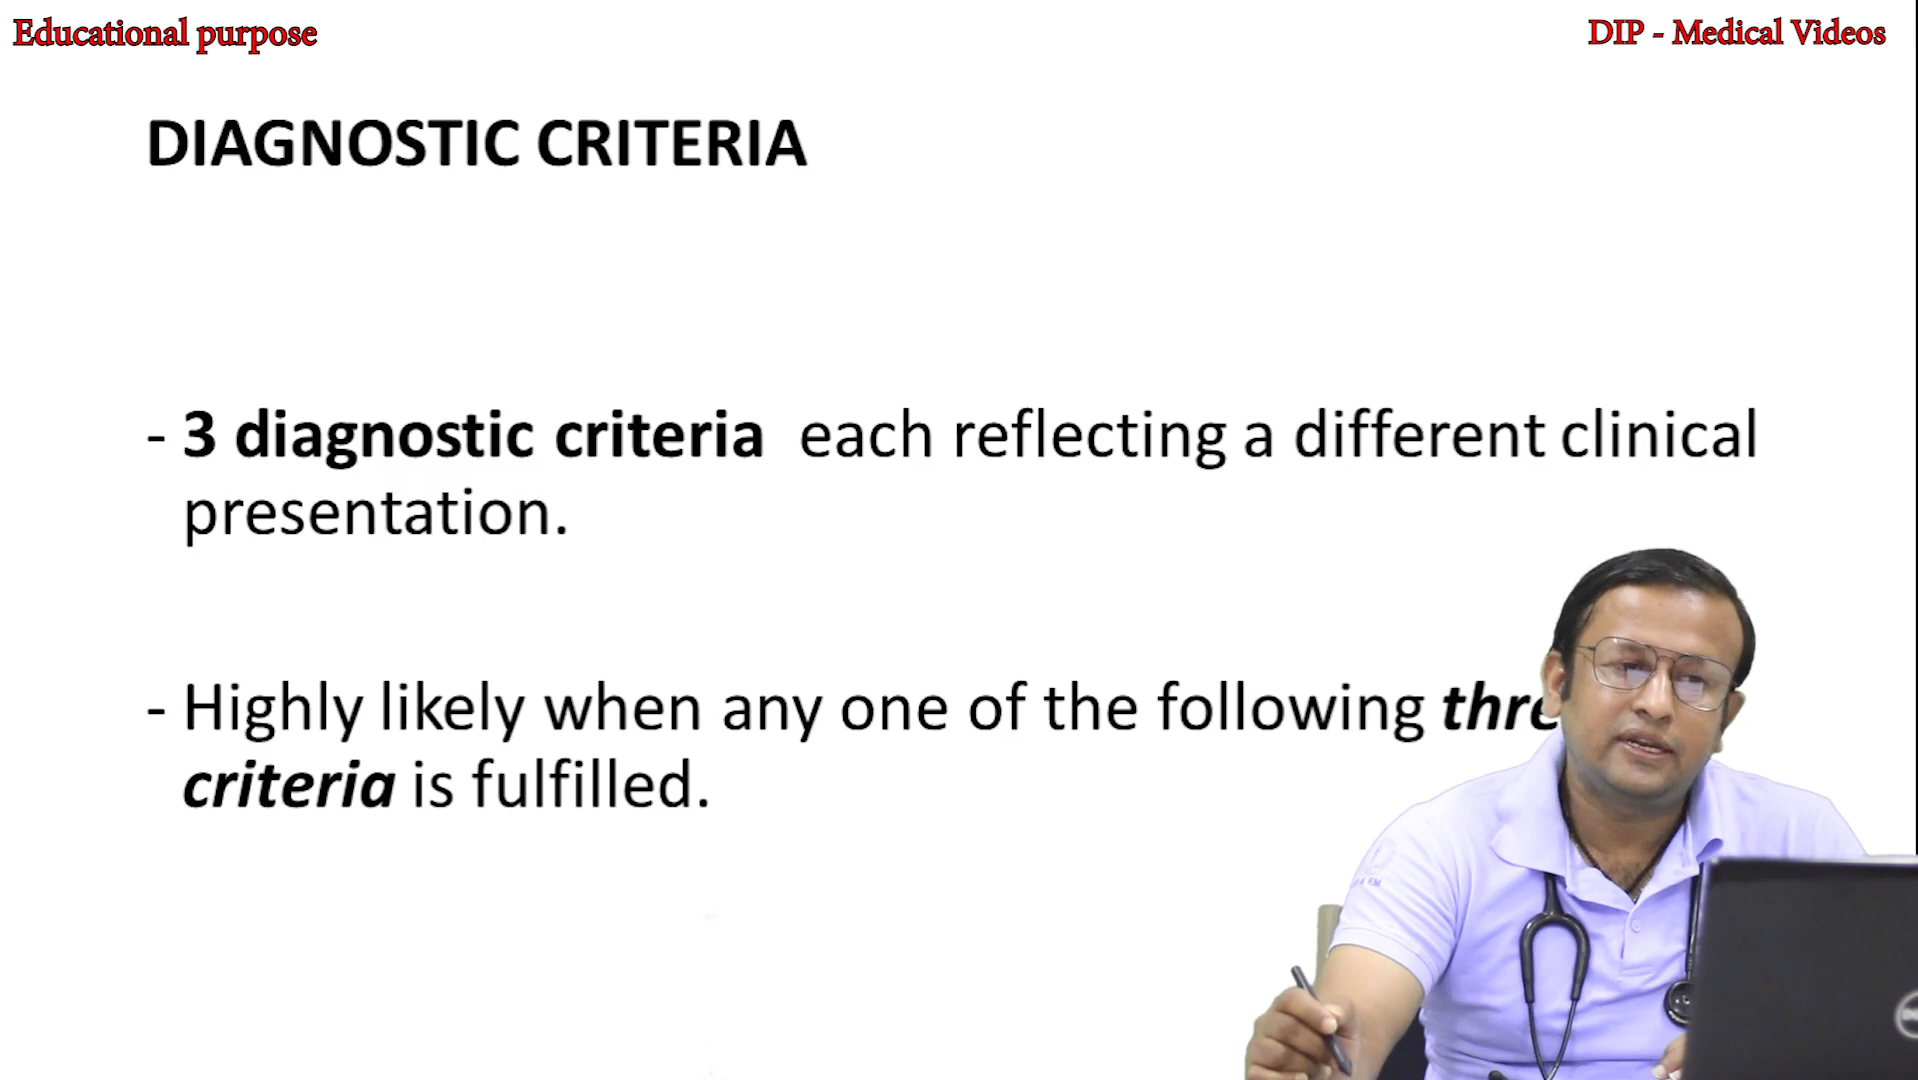 Educational purpose
DIP - Medical Videos
DIAGNOSTIC CRITERIA
- 3 diagnostic criteria each reflecting a different clinical
presentation.
- Highly likely when any one of the following
criteria is fulfilled.